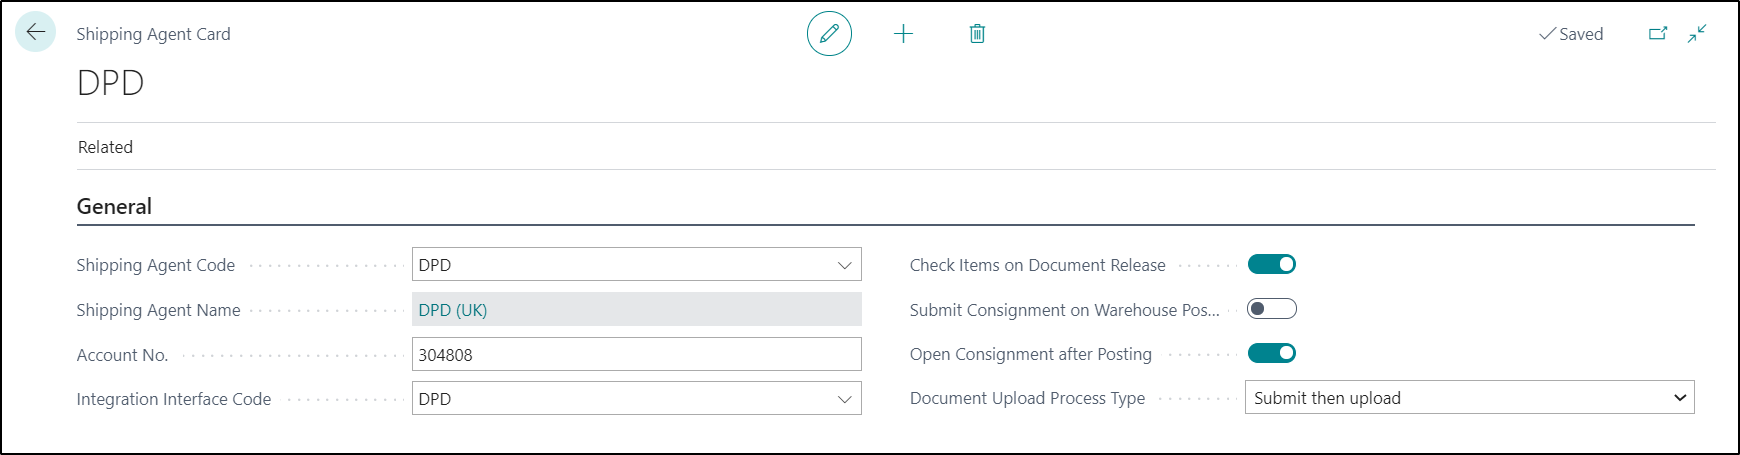 Shipping Agent Card
Saved
DPD
Related
General
Shipping Agent Code DPD
Check Items on Document Release
Shipping Agent Name DPD (UK)
Submit Consignment on Warehouse Pos...
Account No. 304808
Open Consignment after Posting
Integration Interface Code DPD
Document Upload Process Type Submit then upload